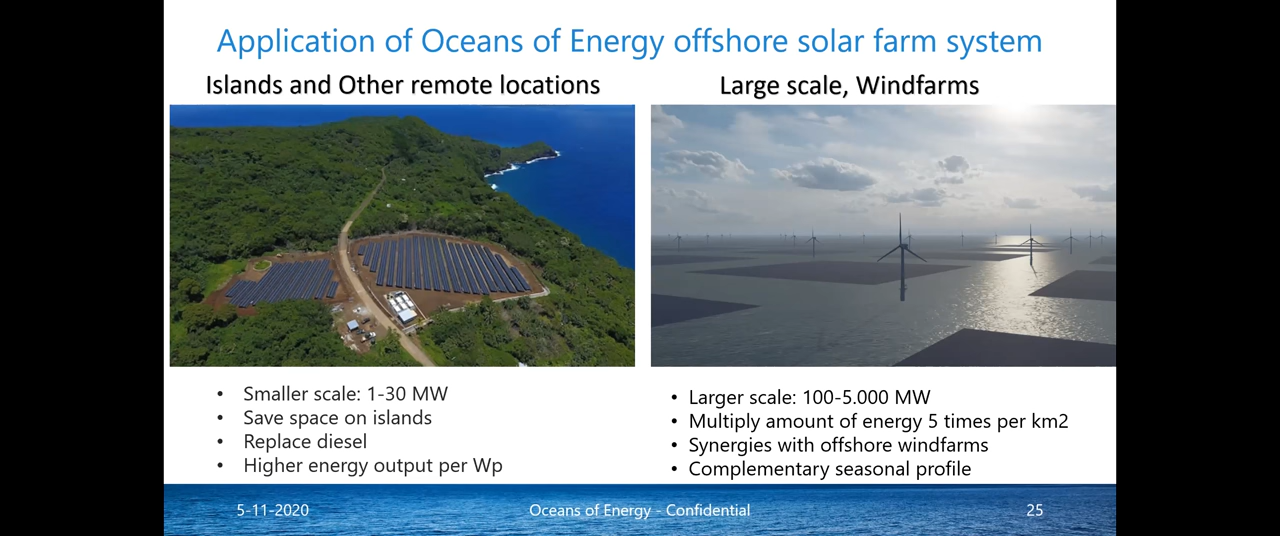 Application of Oceans of Energy offshore solar farm system
Islands and Other remote locations
Large scale, Windfarms
• Smaller scale: 1-30 MW
• Save space on islands
• Replace diesel
• Higher energy output per Wp
• Larger scale: 100-5.000 MW
• Multiply amount of energy 5 times per km2
• Synergies with offshore windfarms
• Complementary seasonal profile
5-11-2020
Oceans of Energy - Confidential
25